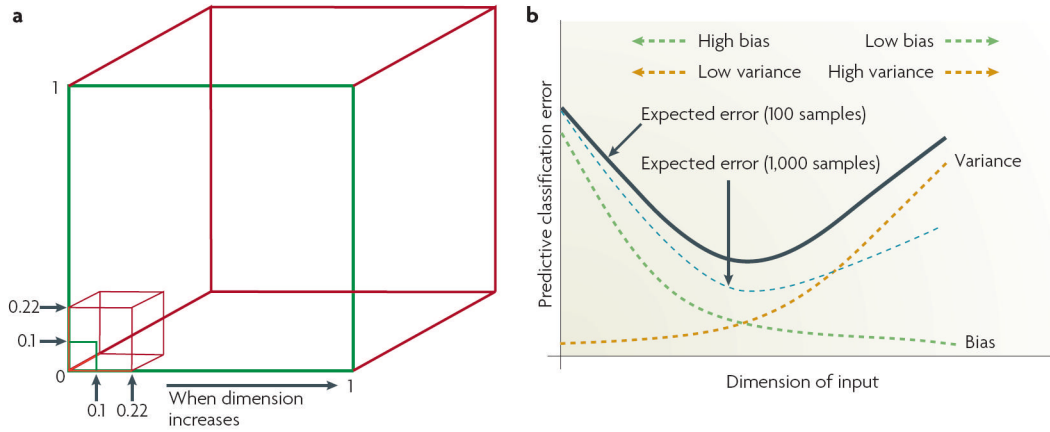 a
1
0.22
0.1
0
0.1
0.22
1
When dimension
increases
b
High bias
Low bias
Low variance
High variance
Expected error (100 samples)
Expected error (1,000 samples)
Variance
Bias
Predictive classification error
Dimension of input